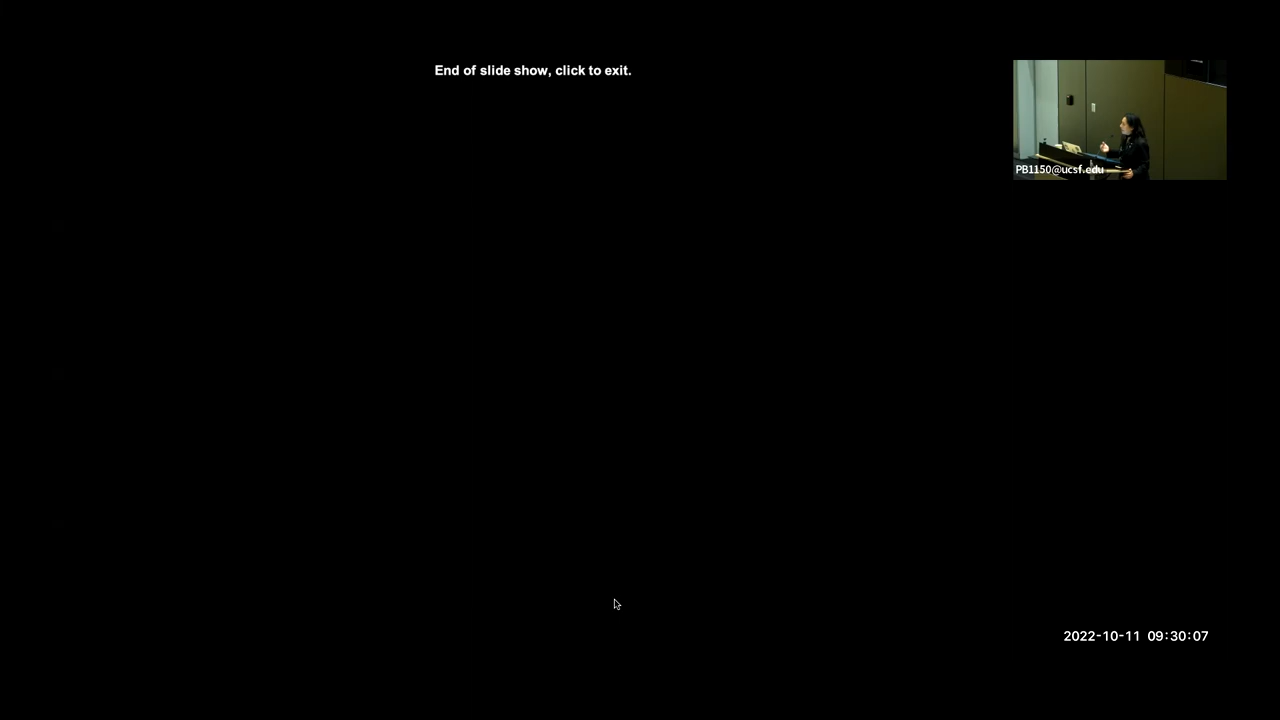 End of slide show, click to exit.
PB1150@ucsf.edu
2022-10-11 09:30:07